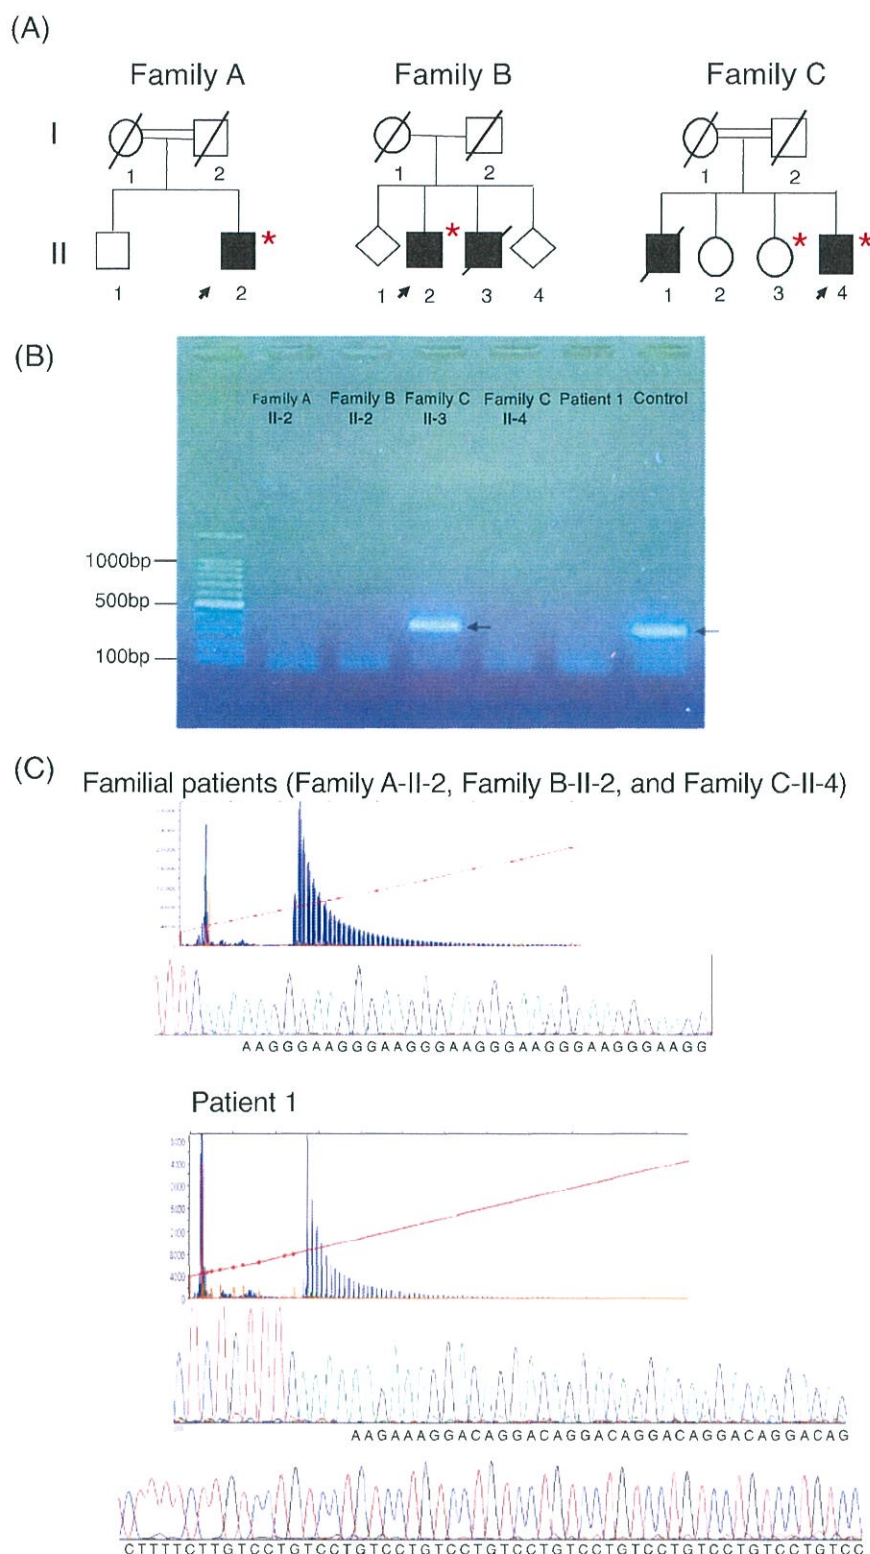 (A)
Family A Family B Family C
I
1 2 1 2 1 2
II
* * * *
1 2 1 2 3 4 1 2 3 4
(B)
Family A Family B Family C Family C Patient 1 Control
II-2 II-2 II-3 II-4
1000bp
500bp
100bp
(C)
Familial patients (Family A-II-2, Family B-II-2, and Family C-II-4)
AAGGGAAGGGAAGGGAAGGGAAGGGAAGGGAAGG
Patient 1
AAGAAAGGACAGGACAGGACAGGACAGGACAGGACAG
CTTTTCTTGTCCTGTCCTGTCCTGTCCTGTCCTGTCCTGTCCTGTCCTGTCC